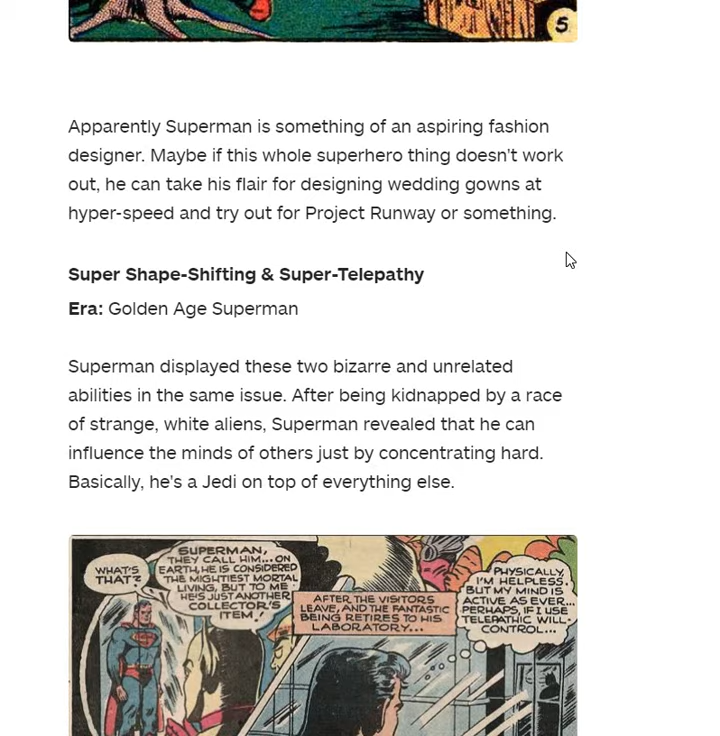 5
Apparently Superman is something of an aspiring fashion
designer. Maybe if this whole superhero thing doesn't work
out, he can take his flair for designing wedding gowns at
hyper-speed and try out for Project Runway or something.
Super Shape-Shifting & Super-Telepathy
Era: Golden Age Superman
Superman displayed these two bizarre and unrelated
abilities in the same issue. After being kidnapped by a race
of strange, white aliens, Superman revealed that he can
influence the minds of others just by concentrating hard.
Basically, he's a Jedi on top of everything else.
WHAT'S
THAT?
SUPERMAN,
THEY CALL HIM... ON
EARTH, HE IS CONSIDERED
THE MIGHTIEST MORTAL
LIVING, BUT TO ME
HE'S JUST ANOTHER
COLLECTOR'S
ITEM!
AFTER THE VISITORS
LEAVE, AND THE FANTASTIC
BEING RETIRES TO HIS
LABORATORY...
PHYSICALLY,
I'M HELPLESS.
BUT MY MIND IS
ACTIVE AS EVER...
PERHAPS, IF I USE
TELEPATHIC WILL-
CONTROL...